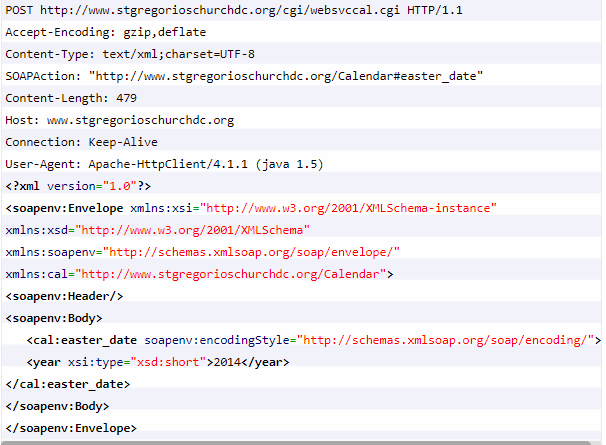 POST http://www.stgregorioschurchdc.org/cgi/websvccal.cgi HTTP/1.1
Accept-Encoding: gzip,deflate
Content-Type: text/xml;charset=UTF-8
SOAPAction: "http://www.stgregorioschurchdc.org/Calendar#easter_date"
Content-Length: 479
Host: www.stgregorioschurchdc.org
Connection: Keep-Alive
User-Agent: Apache-HttpClient/4.1.1 (java 1.5)
<?xml version="1.0"?>
<soapenv:Envelope xmlns:xsi="http://www.w3.org/2001/XMLSchema-instance"
xmlns:xsd="http://www.w3.org/2001/XMLSchema"
xmlns:soapenv="http://schemas.xmlsoap.org/soap/envelope/"
xmlns:cal="http://www.stgregorioschurchdc.org/Calendar">
<soapenv:Header/>
<soapenv:Body>
<cal:easter_date soapenv:encodingStyle="http://schemas.xmlsoap.org/soap/encoding/">
<year xsi:type="xsd:short">2014</year>
</cal:easter_date>
</soapenv:Body>
</soapenv:Envelope>